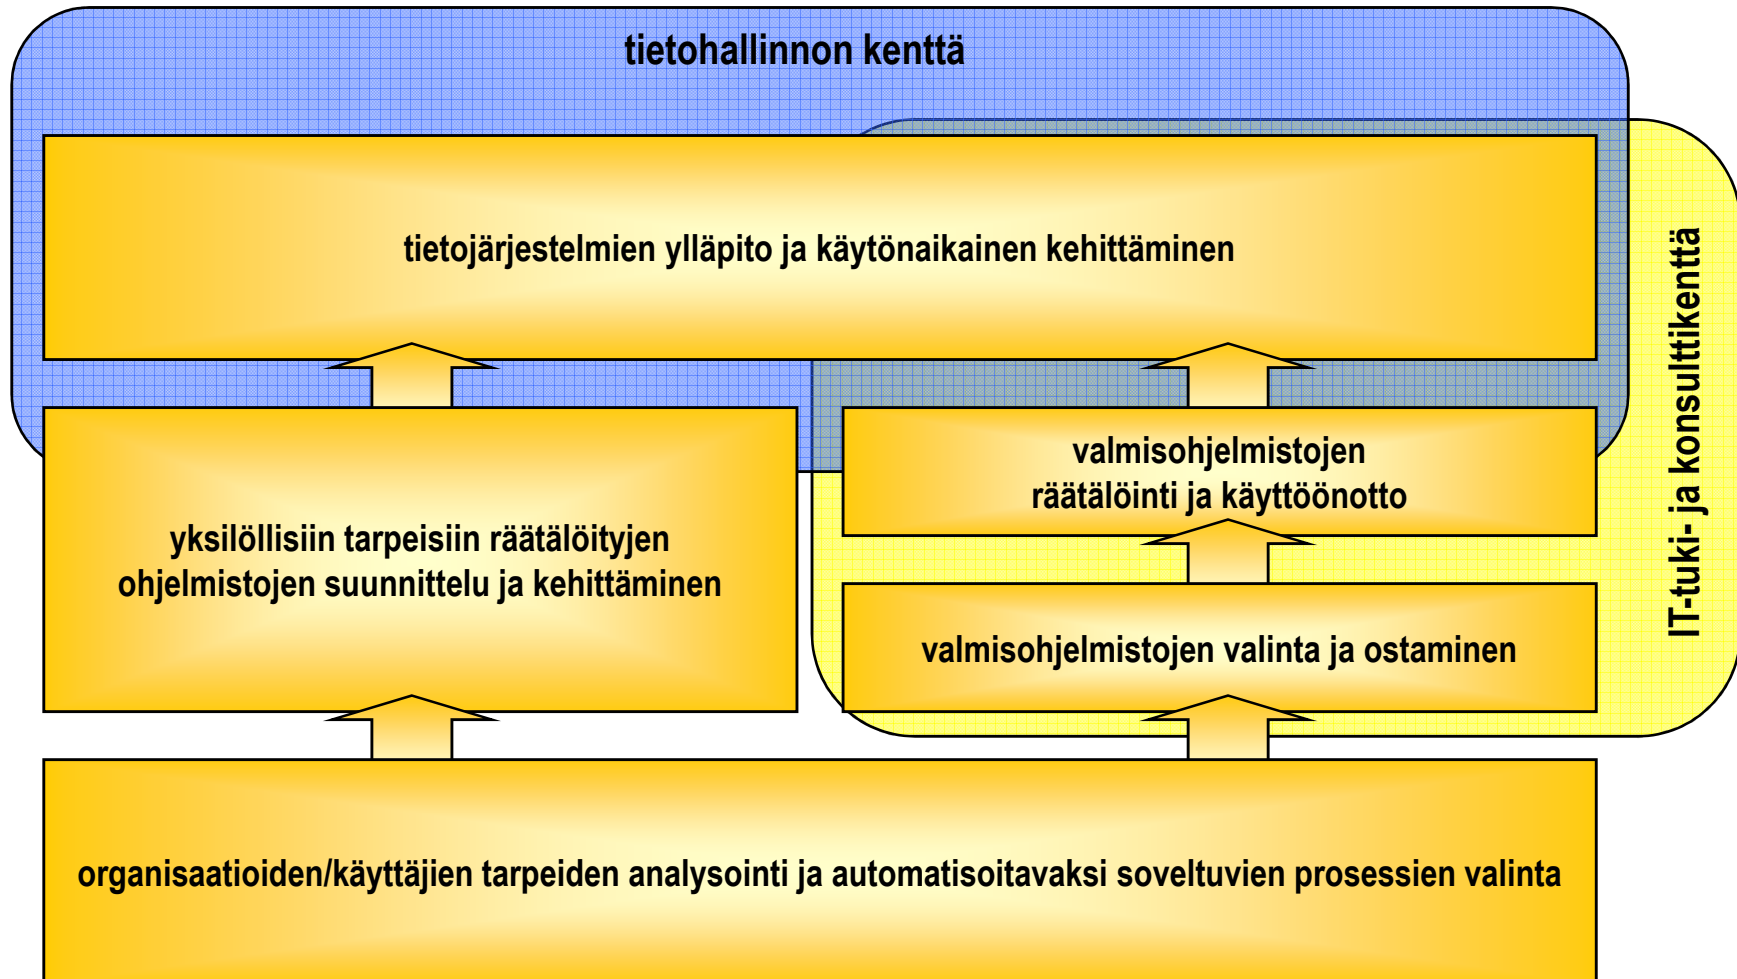 tietohallinnon kenttä
tietojärjestelmien ylläpito ja käytönaikainen kehittäminen
IT-tuki- ja konsulttikenttä
yksilöllisiin tarpeisiin räätälöityjen
ohjelmistojen suunnittelu ja kehittäminen
valmisohjelmistojen
räätälöinti ja käyttöönotto
valmisohjelmistojen valinta ja ostaminen
organisaatioiden/käyttäjien tarpeiden analysointi ja automatisoitavaksi soveltuvien prosessien valinta